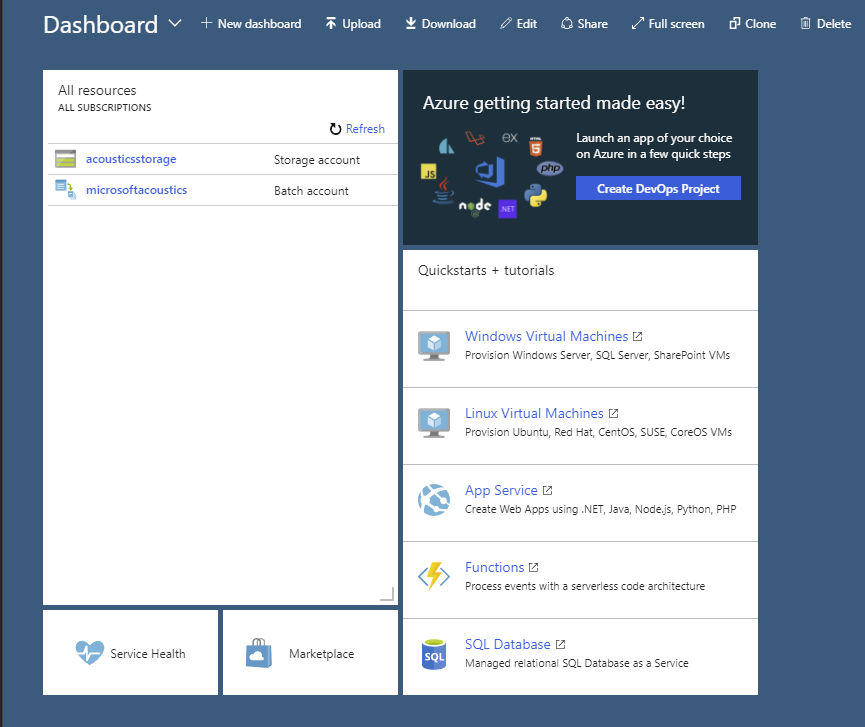 Dashboard
New dashboard
Upload
Download
Edit
Share
Full screen
Clone
Delete
All resources
ALL SUBSCRIPTIONS
Refresh
acousticsstorage Storage account
microsoftacoustics Batch account
Azure getting started made easy!
Launch an app of your choice
on Azure in a few quick steps
Create DevOps Project
ex
HTML
5
JS
php
node
.NET
Quickstarts + tutorials
Windows Virtual Machines
Provision Windows Server, SQL Server, SharePoint VMs
Linux Virtual Machines
Provision Ubuntu, Red Hat, CentOS, SUSE, CoreOS VMs
App Service
Create Web Apps using .NET, Java, Node.js, Python, PHP
Functions
Process events with a serverless code architecture
SQL
SQL Database
Managed relational SQL Database as a Service
Service Health
Marketplace